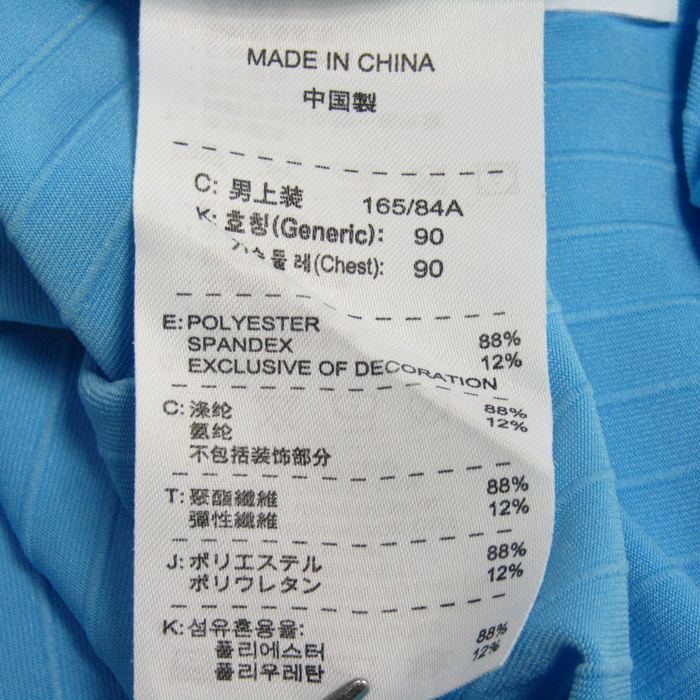 MADE IN CHINA
中国製
C: 男上装 165/84A
K: 호칭(Generic): 90
가슴둘레(Chest): 90
E: POLYESTER 88%
SPANDEX 12%
EXCLUSIVE OF DECORATION
C: 涤纶 88%
氨纶 12%
不包括装饰部分
T: 聚酯纖維 88%
彈性纖維 12%
J: ポリエステル 88%
ポリウレタン 12%
K: 섬유혼용율:
폴리에스터 88%
폴리우레탄 12%